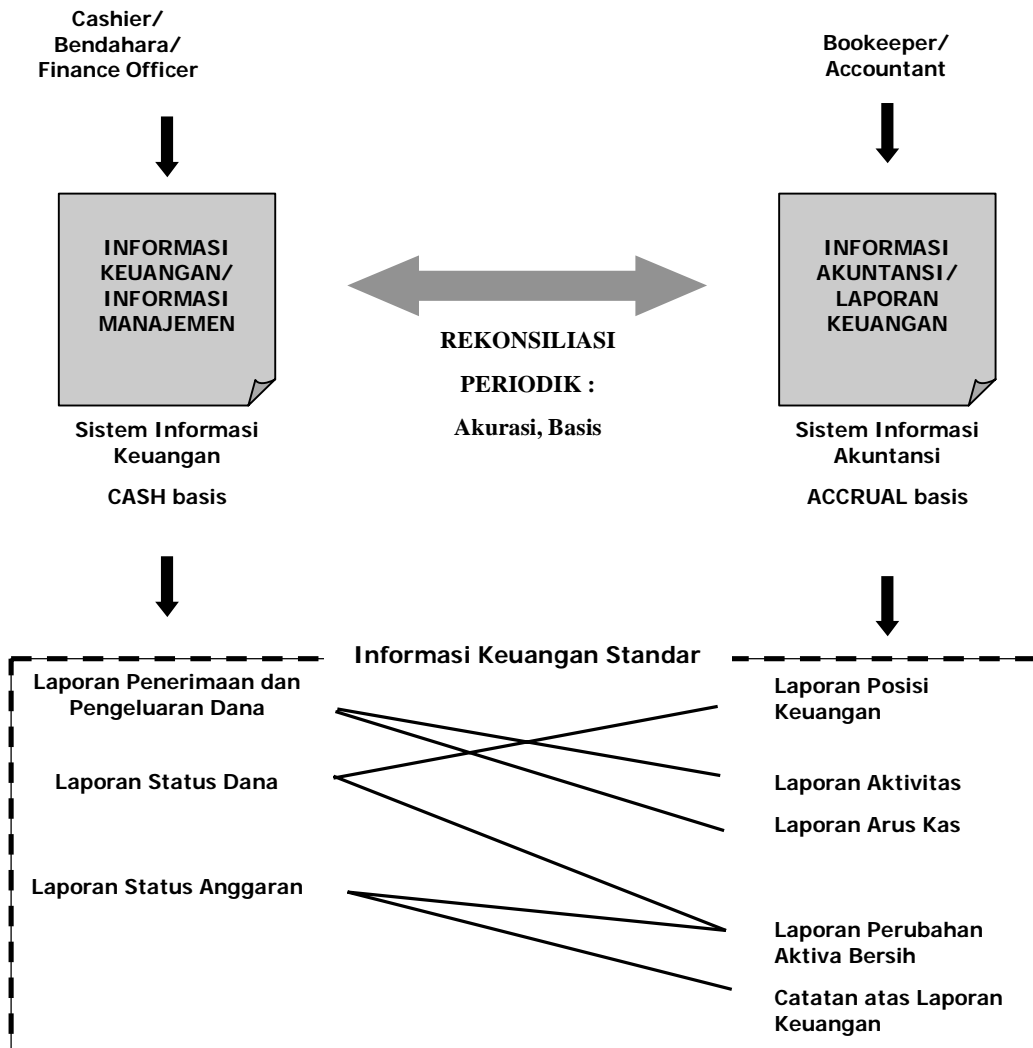 Cashier/
Bendahara/
Finance Officer
Bookeeper/
Accountant
INFORMASI
KEUANGAN/
INFORMASI
MANAJEMEN
INFORMASI
AKUNTANSI/
LAPORAN
KEUANGAN
REKONSILIASI
PERIODIK :
Akurasi, Basis
Sistem Informasi
Keuangan
CASH basis
Sistem Informasi
Akuntansi
ACCRUAL basis
Informasi Keuangan Standar
Laporan Penerimaan dan
Pengeluaran Dana
Laporan Status Dana
Laporan Status Anggaran
Laporan Posisi
Keuangan
Laporan Aktivitas
Laporan Arus Kas
Laporan Perubahan
Aktiva Bersih
Catatan atas Laporan
Keuangan